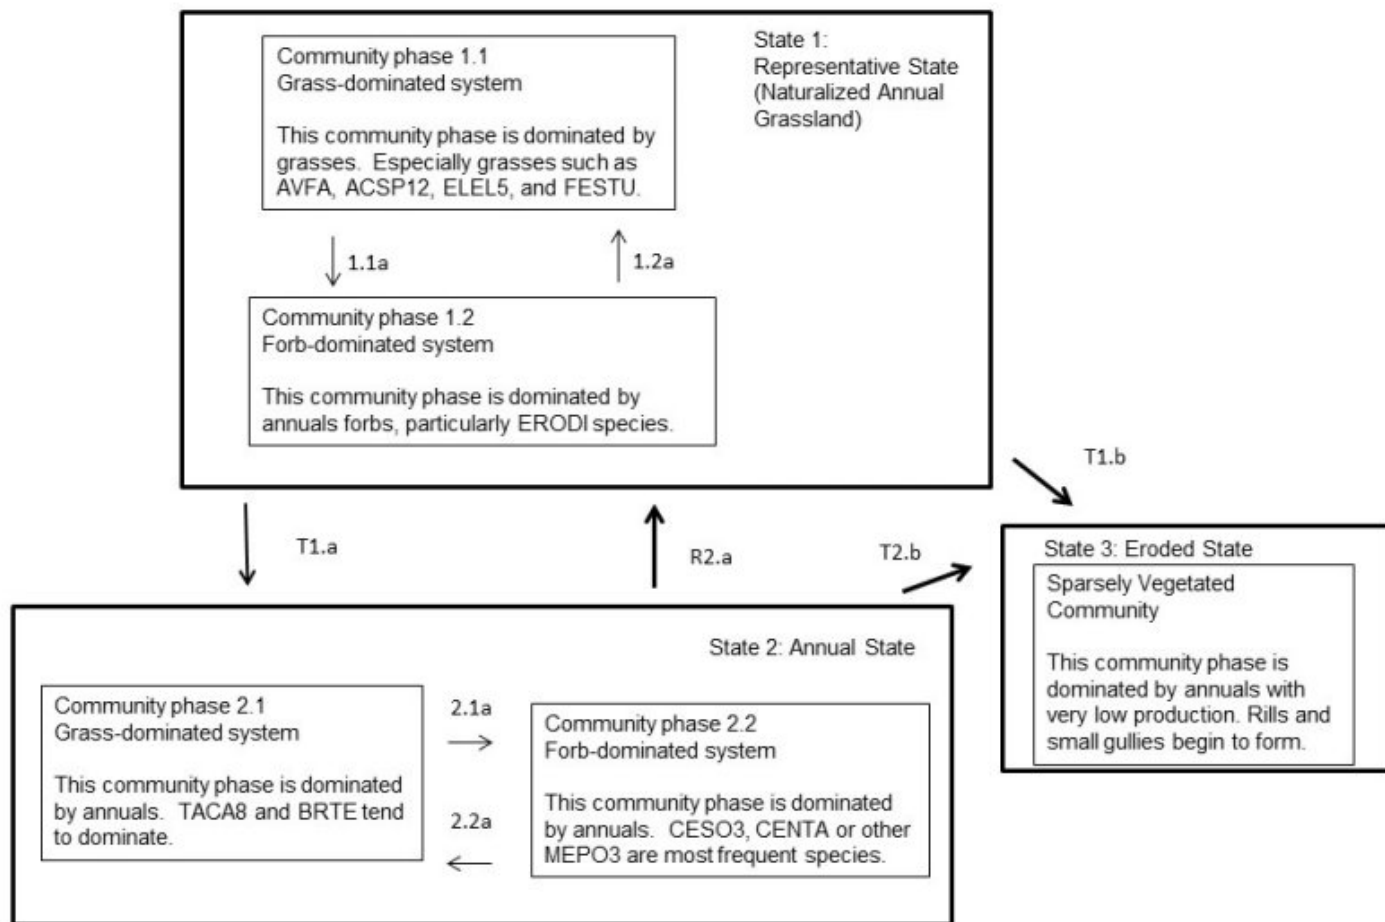 State 1:
Representative State
(Naturalized Annual
Grassland)
Community phase 1.1
Grass-dominated system
This community phase is dominated by
grasses. Especially grasses such as
AVFA, ACSP12, ELEL5, and FESTU.
1.1a
1.2a
Community phase 1.2
Forb-dominated system
This community phase is dominated by
annuals forbs, particularly ERODI species.
T1.b
T1.a
R2.a
T2.b
State 3: Eroded State
Sparsely Vegetated
Community
This community phase is
dominated by annuals with
very low production. Rills and
small gullies begin to form.
State 2: Annual State
Community phase 2.1
Grass-dominated system
This community phase is dominated
by annuals. TACA8 and BRTE tend
to dominate.
2.1a
2.2a
Community phase 2.2
Forb-dominated system
This community phase is dominated
by annuals. CESO3, CENTA or other
MEPO3 are most frequent species.